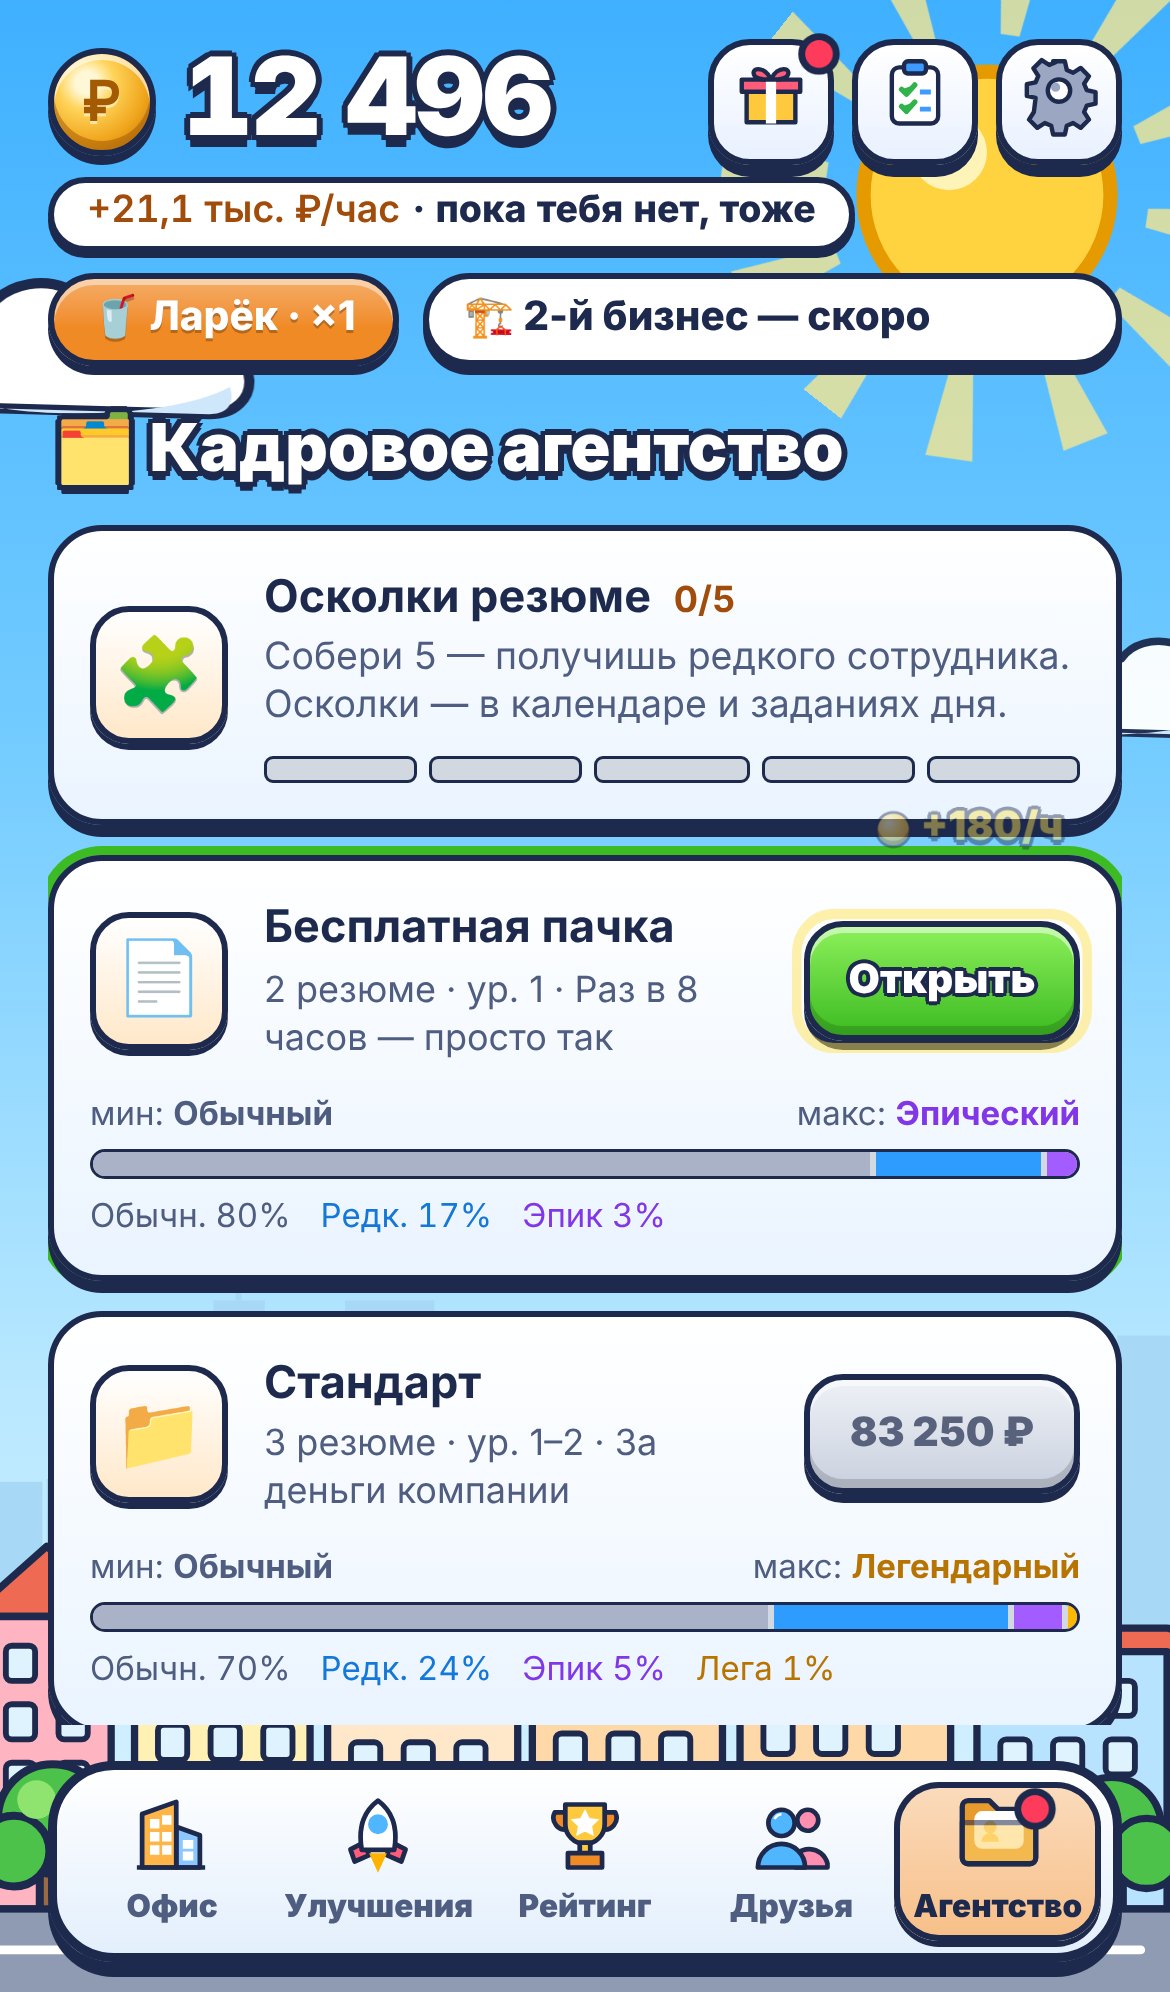 ₽ 12 496
+21,1 тыс. ₽/час · пока тебя нет, тоже
Ларёк · ×1
2-й бизнес — скоро
Кадровое агентство
Осколки резюме 0/5
Собери 5 — получишь редкого сотрудника.
Осколки — в календаре и заданиях дня.
+180/ч
Бесплатная пачка
2 резюме · ур. 1 · Раз в 8
часов — просто так
Открыть
мин: Обычный
макс: Эпический
Обычн. 80% Редк. 17% Эпик 3%
Стандарт
3 резюме · ур. 1–2 · За
деньги компании
83 250 ₽
мин: Обычный
макс: Легендарный
Обычн. 70% Редк. 24% Эпик 5% Лега 1%
Офис
Улучшения
Рейтинг
Друзья
Агентство